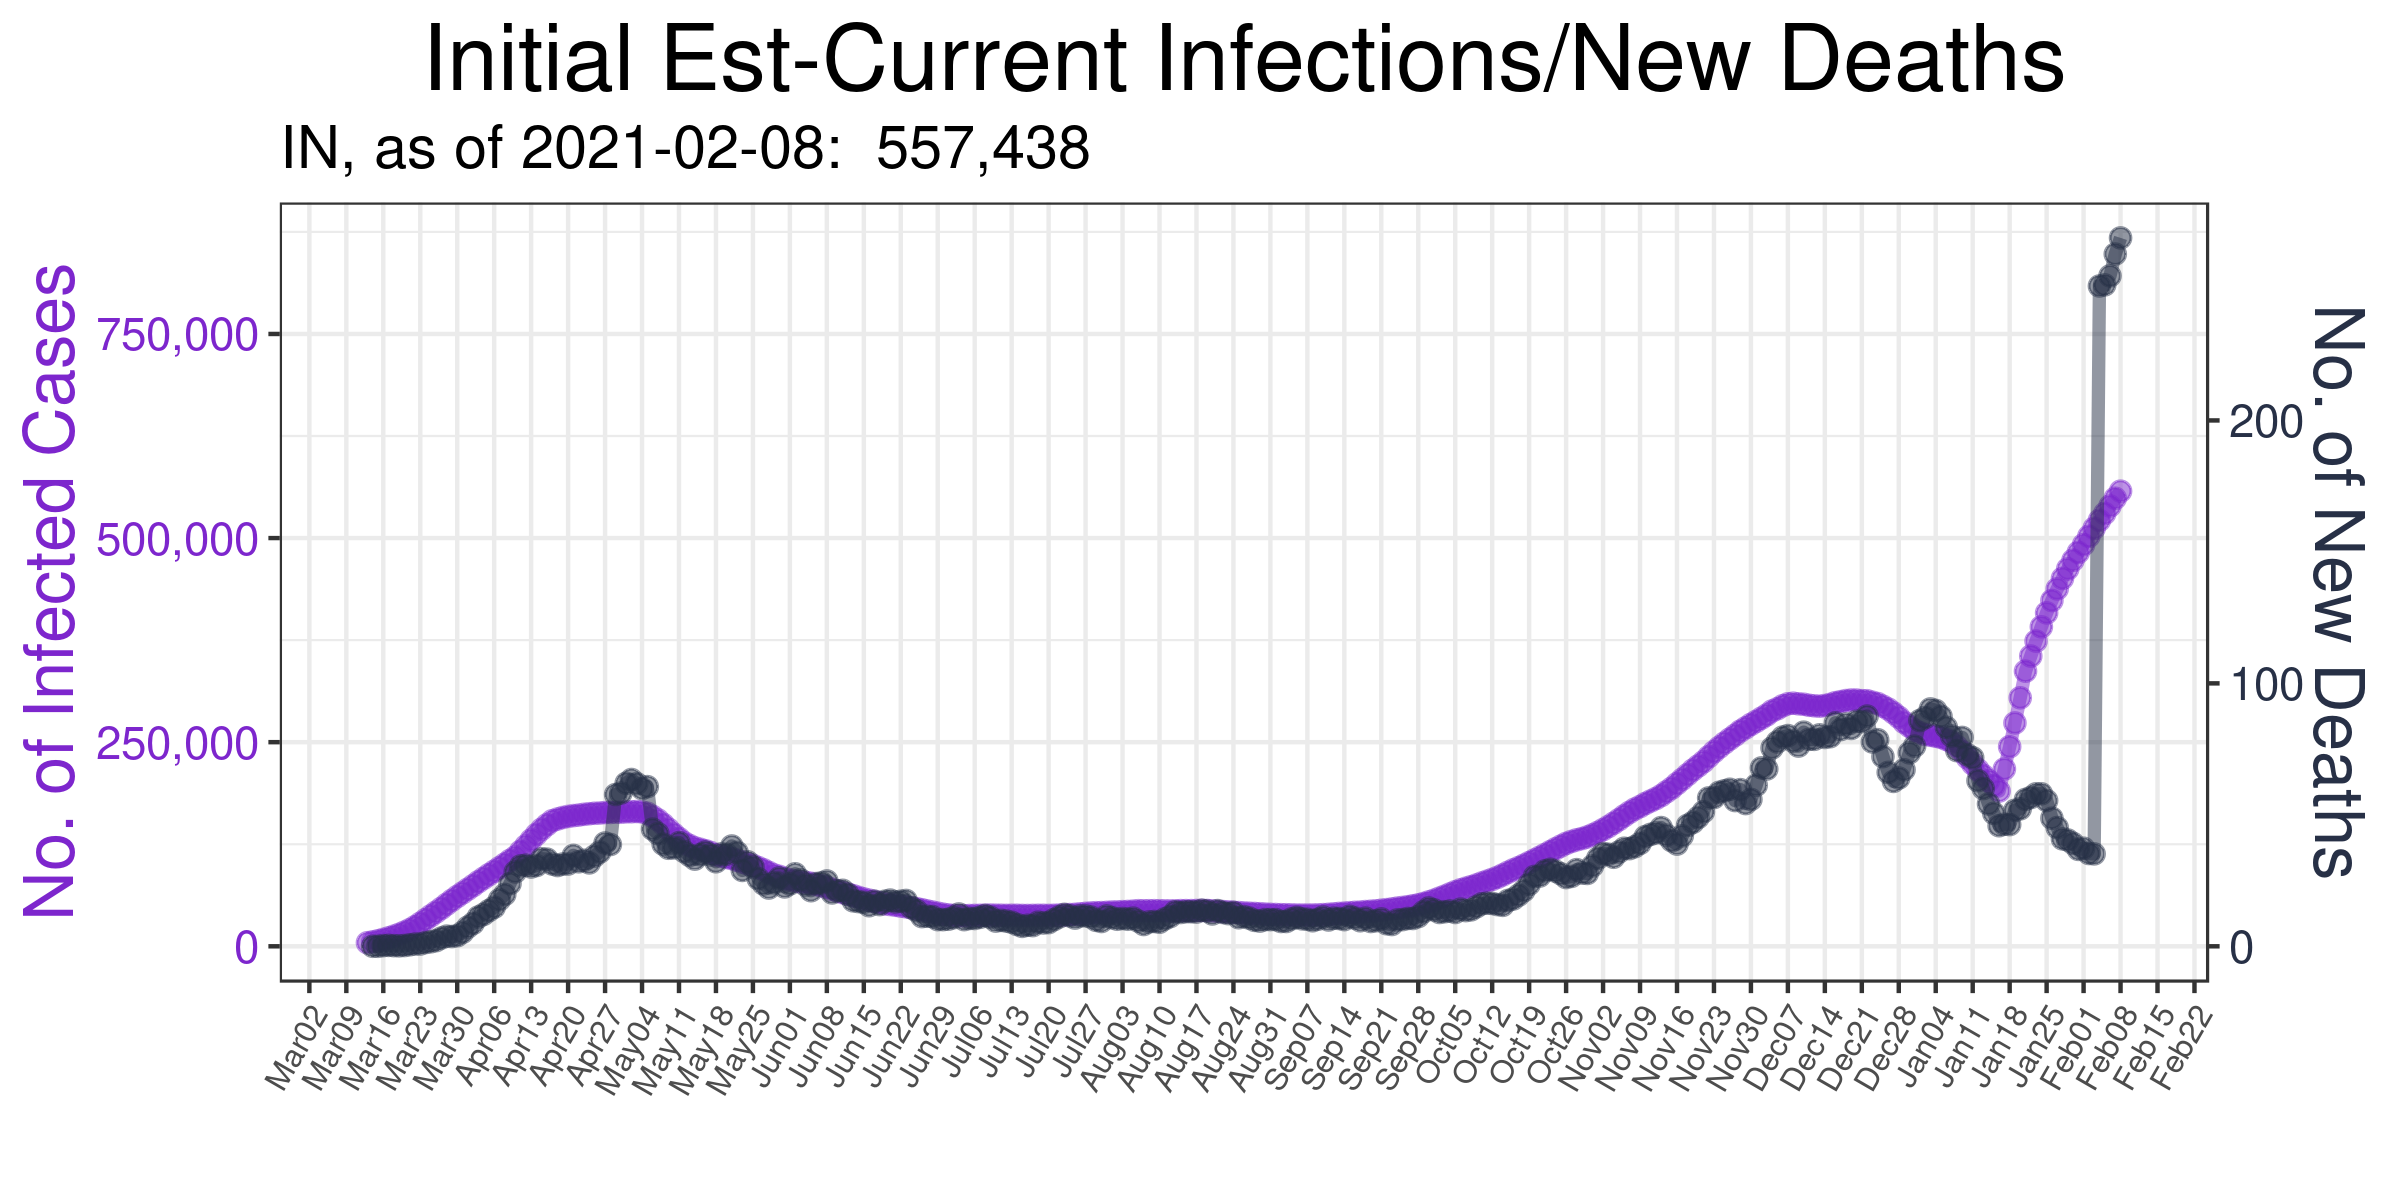 Initial Est-Current Infections/New Deaths
IN, as of 2021-02-08:  557,438
No. of Infected Cases
750,000
500,000
250,000
0
No. of New Deaths
200
100
0
Mar02
Mar09
Mar16
Mar23
Mar30
Apr06
Apr13
Apr20
Apr27
May04
May11
May18
May25
Jun01
Jun08
Jun15
Jun22
Jun29
Jul06
Jul13
Jul20
Jul27
Aug03
Aug10
Aug17
Aug24
Aug31
Sep07
Sep14
Sep21
Sep28
Oct05
Oct12
Oct19
Oct26
Nov02
Nov09
Nov16
Nov23
Nov30
Dec07
Dec14
Dec21
Dec28
Jan04
Jan11
Jan18
Jan25
Feb01
Feb08
Feb15
Feb22